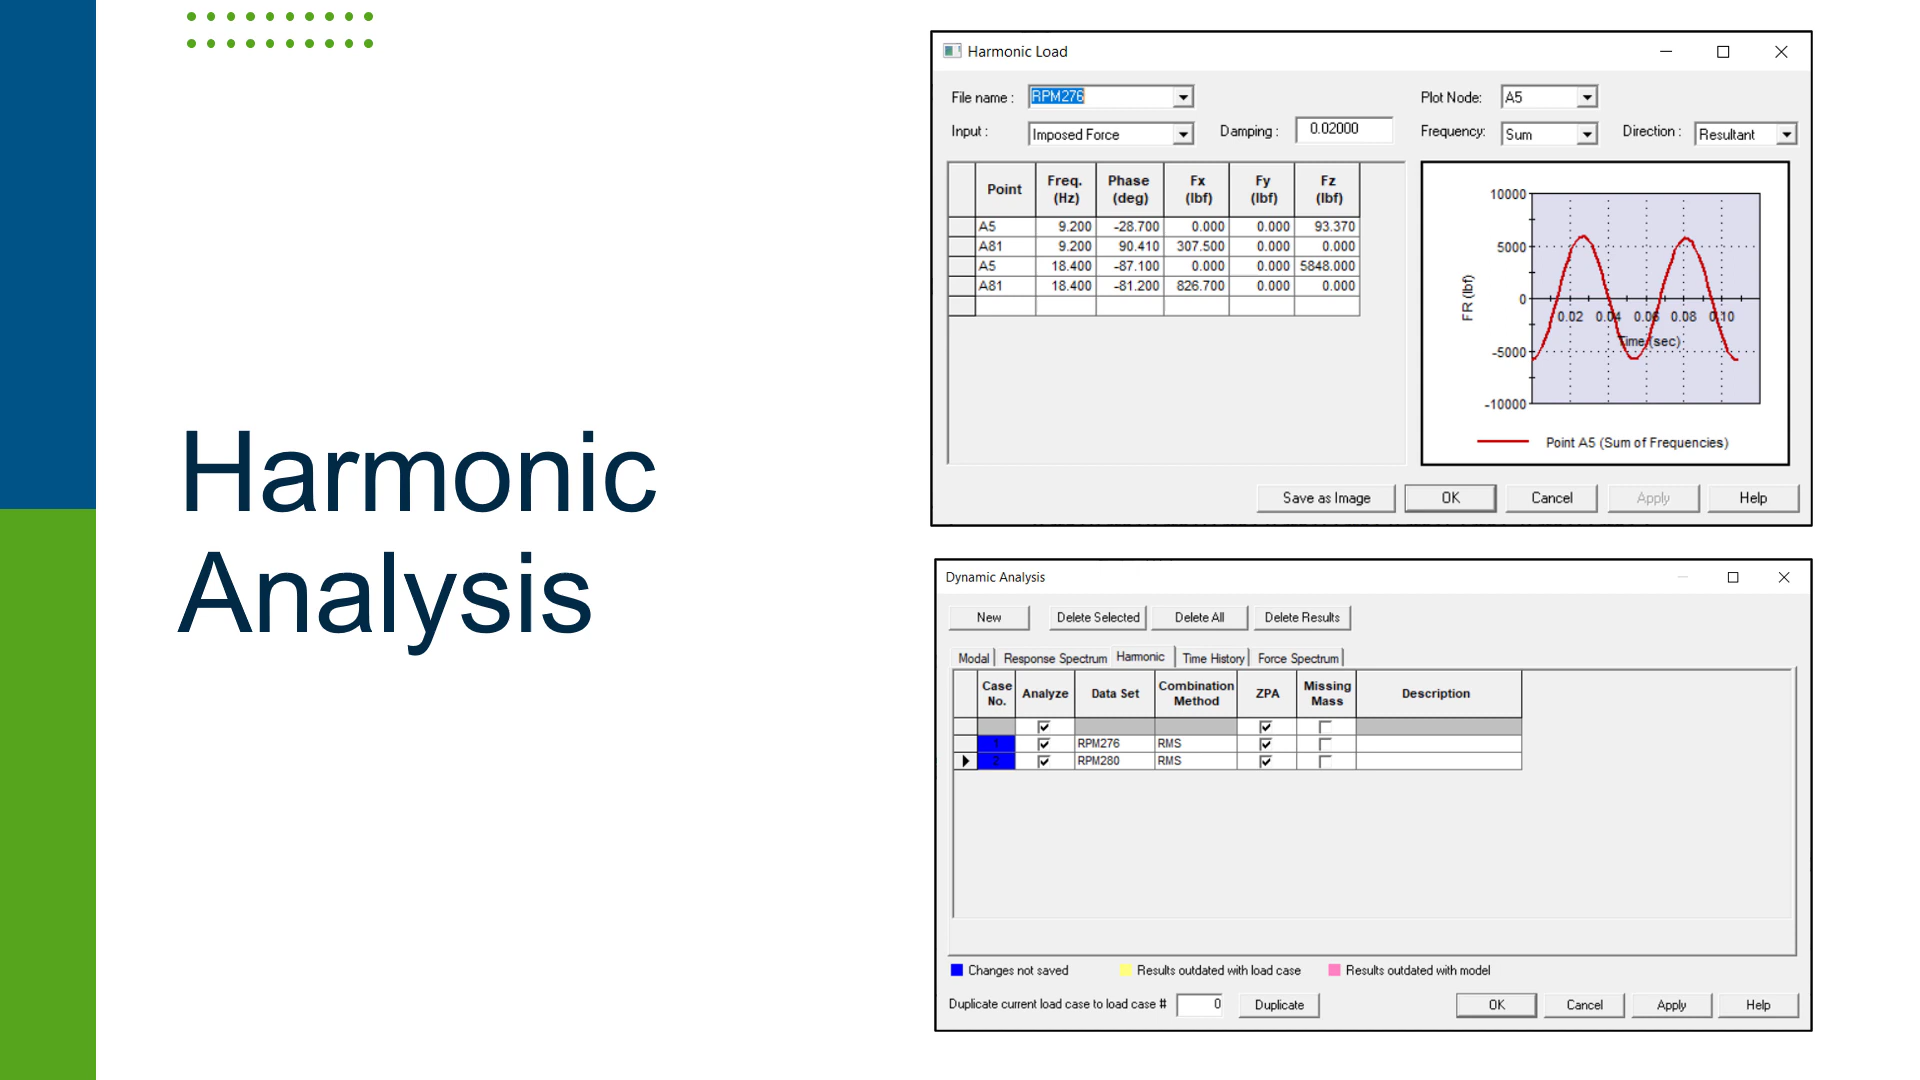 Harmonic
Analysis
Harmonic Load
File name : RPM276 Plot Node: A5
Input : Imposed Force Damping : 0.02000 Frequency: Sum Direction : Resultant
Point Freq. (Hz) Phase (deg) Fx (lbf) Fy (lbf) Fz (lbf)
A5 9.200 -28.700 0.000 0.000 93.370
A81 9.200 90.410 307.500 0.000 0.000
A5 18.400 -87.100 0.000 0.000 5848.000
A81 18.400 -81.200 826.700 0.000 0.000
10000
5000
0
-5000
-10000
FR (lbf)
0.02 0.04 0.06 0.08 0.10
Time (sec)
Point A5 (Sum of Frequencies)
Save as Image OK Cancel Apply Help
Dynamic Analysis
New Delete Selected Delete All Delete Results
Modal Response Spectrum Harmonic Time History Force Spectrum
Case No. Analyze Data Set Combination Method ZPA Missing Mass Description
1 RPM276 RMS
2 RPM280 RMS
Changes not saved Results outdated with load case Results outdated with model
Duplicate current load case to load case # 0 Duplicate OK Cancel Apply Help